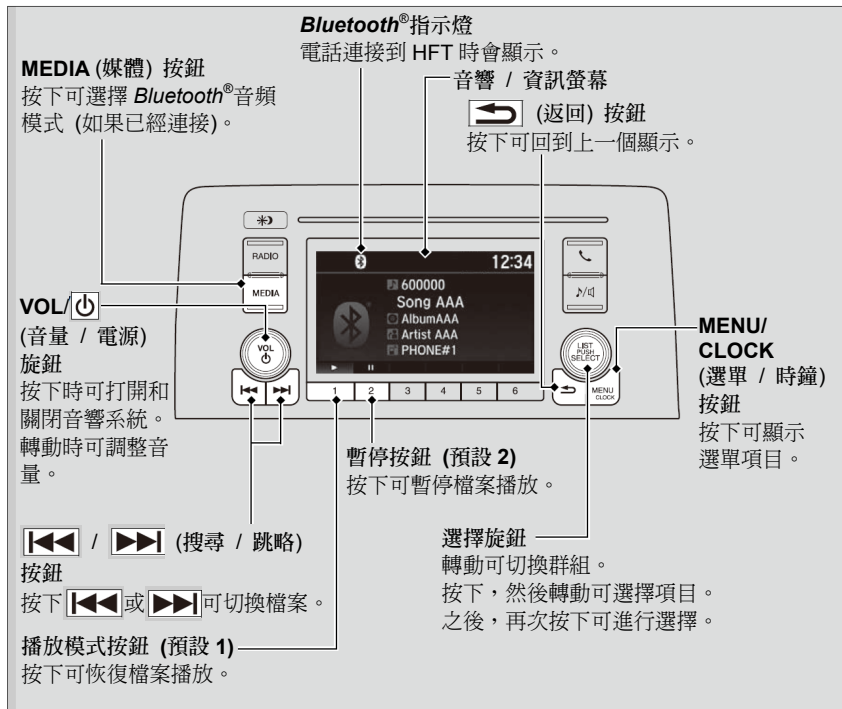 Bluetooth®指示燈
電話連接到 HFT 時會顯示。
MEDIA (媒體) 按鈕
按下可選擇 Bluetooth®音頻
模式 (如果已經連接)。
音響 / 資訊螢幕
(返回) 按鈕
按下可回到上一個顯示。
RADIO
MEDIA
12:34
600000
Song AAA
AlbumAAA
Artist AAA
PHONE#1
VOL
LIST
PUSH
SELECT
MENU
CLOCK
1 2 3 4 5 6
VOL/
(音量 / 電源)
旋鈕
按下時可打開和
關閉音響系統。
轉動時可調整音
量。
MENU/
CLOCK
(選單 / 時鐘)
按鈕
按下可顯示
選單項目。
暫停按鈕 (預設 2)
按下可暫停檔案播放。
/ (搜尋 / 跳略)
按鈕
按下 或 可切換檔案。
選擇旋鈕
轉動可切換群組。
按下，然後轉動可選擇項目。
之後，再次按下可進行選擇。
播放模式按鈕 (預設 1)
按下可恢復檔案播放。